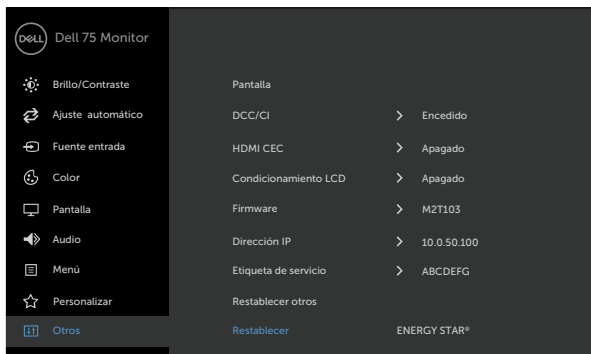 DELL Dell 75 Monitor
Brillo/Contraste Pantalla
Ajuste automático DCC/CI Encedido
Fuente entrada HDMI CEC Apagado
Color Condicionamiento LCD Apagado
Pantalla Firmware M2T103
Audio Dirección IP 10.0.50.100
Menú Etiqueta de servicio ABCDEFG
Personalizar Restablecer otros
Otros Restablecer ENERGY STAR®